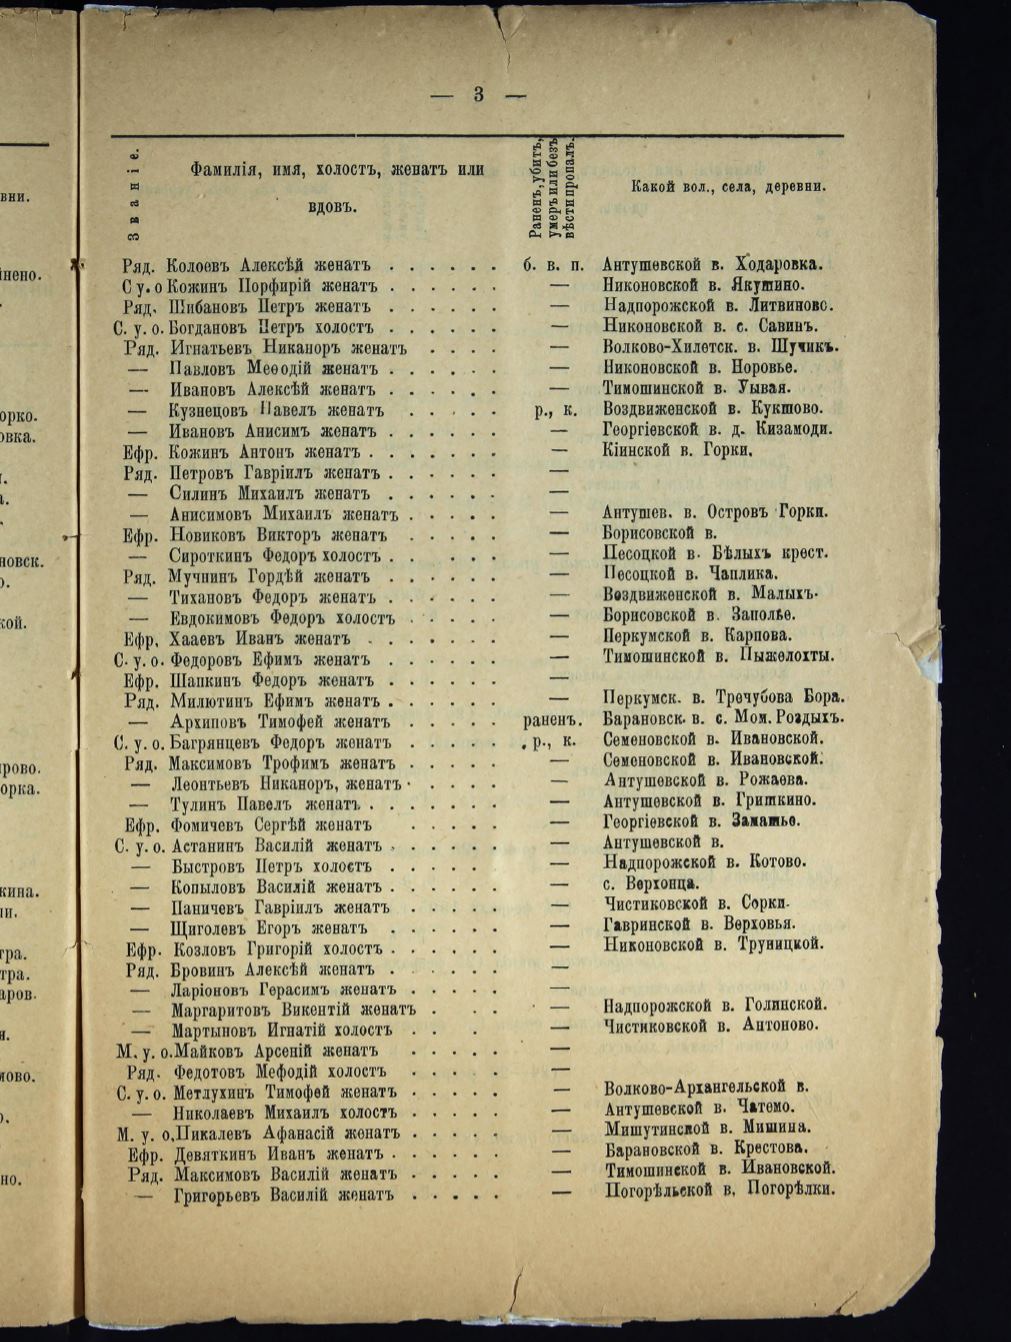 — 3 —
Званіе.
Фамилія, имя, холостъ, женатъ или
вдовъ.
Раненъ, убитъ,
умеръ или безъ
вѣсти пропалъ.
Какой вол., села, деревни.
Ряд. Колоевъ Алексѣй женатъ . . . . . . б. в. п. Антушевской в. Ходаровка.
С у. о Кожинъ Порфирій женатъ . . . . . . — Никоновской в. Якушино.
Ряд. Шибановъ Петръ женатъ . . . . . . — Надпорожской в. Литвиново.
С. у. о. Богдановъ Петръ холостъ . . . . . . — Никоновской в. с. Савинъ.
Ряд. Игнатьевъ Никаноръ женатъ . . . . — Волково-Хилетск. в. Шучик.
— Павловъ Меѳодій женатъ . . . . . . — Никоновской в. Норовье.
— Ивановъ Алексѣй женатъ . . . . . . — Тимошинской в. Уывая.
— Кузнецовъ Павелъ женатъ . . . . . р., к. Воздвиженской в. Кукшово.
— Ивановъ Анисимъ женатъ . . . . . . — Георгіевской в. д. Кизамоди.
Ефр. Кожинъ Антонъ женатъ . . . . . . . — Кіинской в. Горки.
Ряд. Петровъ Гавріилъ женатъ . . . . . . —
— Силинъ Михаилъ женатъ . . . . . . —
— Анисимовъ Михаилъ женатъ . . . . . — Антушев. в. Островъ Горки.
Ефр. Новиковъ Викторъ женатъ . . . . . — Борисовской в.
— Сироткинъ Федоръ холостъ . . . . . . — Песоцкой в. Бѣлыхъ крест.
Ряд. Мучнинъ Гордѣй женатъ . . . . . . — Песоцкой в. Чаплика.
— Тихановъ Федоръ женатъ . . . . . . — Воздвиженской в. Малыхъ.
— Евдокимовъ Федоръ холостъ . . . . . — Борисовской в. Заполье.
Ефр. Хааевъ Иванъ женатъ . . . . . . . — Перкумской в. Карпова.
С. у. о. Федоровъ Ефимъ женатъ . . . . . . — Тимошинской в. Пыжелохты.
Ефр. Шапкинъ Федоръ женатъ . . . . . . —
Ряд. Милютинъ Ефимъ женатъ . . . . . . — Перкумск. в. Тречубова Бора.
— Архиповъ Тимофей женатъ . . . . . раненъ. Барановск. в. с. Мом. Роздыхъ.
С. у. о. Багрянцевъ Федоръ женатъ . . . . . р., к. Семеновской в. Ивановской.
Ряд. Максимовъ Трофимъ женатъ . . . . . — Семеновской в. Ивановской.
— Леонтьевъ Никаноръ, женатъ . . . . . — Антушевской в. Рожаева.
— Тулинъ Павелъ женатъ . . . . . . . — Антушевской в. Гришкино.
Ефр. Фомичевъ Сергѣй женатъ . . . . . — Георгіевской в. Замашье.
С. у. о. Астанинъ Василій женатъ . . . . . . — Антушевской в.
— Быстровъ Петръ холостъ . . . . . — Надпорожской в. Котово.
— Копыловъ Василій женатъ . . . . . . — с. Верхонца.
— Паничевъ Гавріилъ женатъ . . . . . — Чистиковской в. Сорки.
— Щиголевъ Егоръ женатъ . . . . . . — Гавринской в. Верховья.
Ефр. Козловъ Григорій холостъ . . . . . . — Никоновской в. Труницкой.
Ряд. Бровинъ Алексѣй женатъ . . . . . . —
— Ларіоновъ Герасимъ женатъ . . . . . —
— Маргаритовъ Викентій женатъ . . . — Надпорожской в. Голинской.
— Мартыновъ Игнатій холостъ . . . . — Чистиковской в. Антоново.
М. у. о. Майковъ Арсеній женатъ . . . . . —
Ряд. Федотовъ Мефодій холостъ . . . . . —
С. у. о. Метлухинъ Тимофей женатъ . . . . . — Волково-Архангельской в.
— Николаевъ Михаилъ холостъ . . . . . — Антушевской в. Чатемо.
М. у. о. Пикалевъ Афанасій женатъ . . . . . — Мишутинской в. Мишина.
Ефр. Девяткинъ Иванъ женатъ . . . . . . — Барановской в. Крестова.
Ряд. Максимовъ Василій женатъ . . . . . — Тимошинской в. Ивановской.
— Григорьевъ Василій женатъ . . . . . — Погорѣльской в. Погорѣлки.